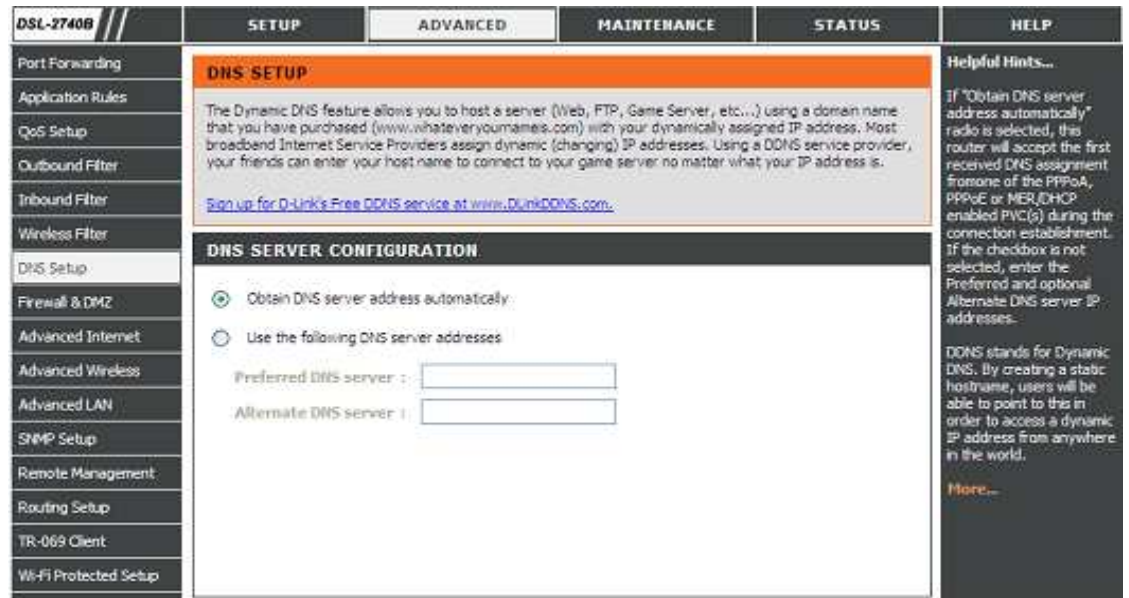 DSL-2740B
SETUP
ADVANCED
MAINTENANCE
STATUS
HELP
Port Forwarding
Application Rules
QoS Setup
Outbound Filter
Inbound Filter
Wireless Filter
DNS Setup
Firewall & DMZ
Advanced Internet
Advanced Wireless
Advanced LAN
SNMP Setup
Remote Management
Routing Setup
TR-069 Client
Wi-Fi Protected Setup
DNS SETUP
The Dynamic DNS feature allows you to host a server (Web, FTP, Game Server, etc...) using a domain name
that you have purchased (www.whateveryournameis.com) with your dynamically assigned IP address. Most
broadband Internet Service Providers assign dynamic (changing) IP addresses. Using a DDNS service provider,
your friends can enter your host name to connect to your game server no matter what your IP address is.
Sign up for D-Link's Free DDNS service at www.DLinkDDNS.com.
DNS SERVER CONFIGURATION
Obtain DNS server address automatically
Use the following DNS server addresses
Preferred DNS server :
Alternate DNS server :
Helpful Hints...
If "Obtain DNS server
address automatically"
radio is selected, this
router will accept the first
received DNS assignment
fromone of the PPPoA,
PPPoE or MER/DHCP
enabled PVC(s) during the
connection establishment.
If the checkbox is not
selected, enter the
Preferred and optional
Alternate DNS server IP
addresses.
DDNS stands for Dynamic
DNS. By creating a static
hostname, users will be
able to point to this in
order to access a dynamic
IP address from anywhere
in the world.
More...